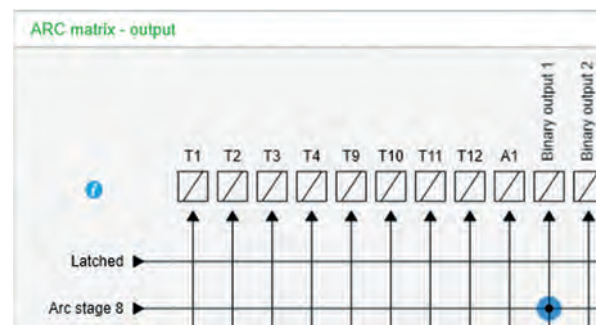 ARC matrix - output
T1 T2 T3 T4 T9 T10 T11 T12 A1 Binary output 1 Binary output 2
i
Latched
Arc stage 8